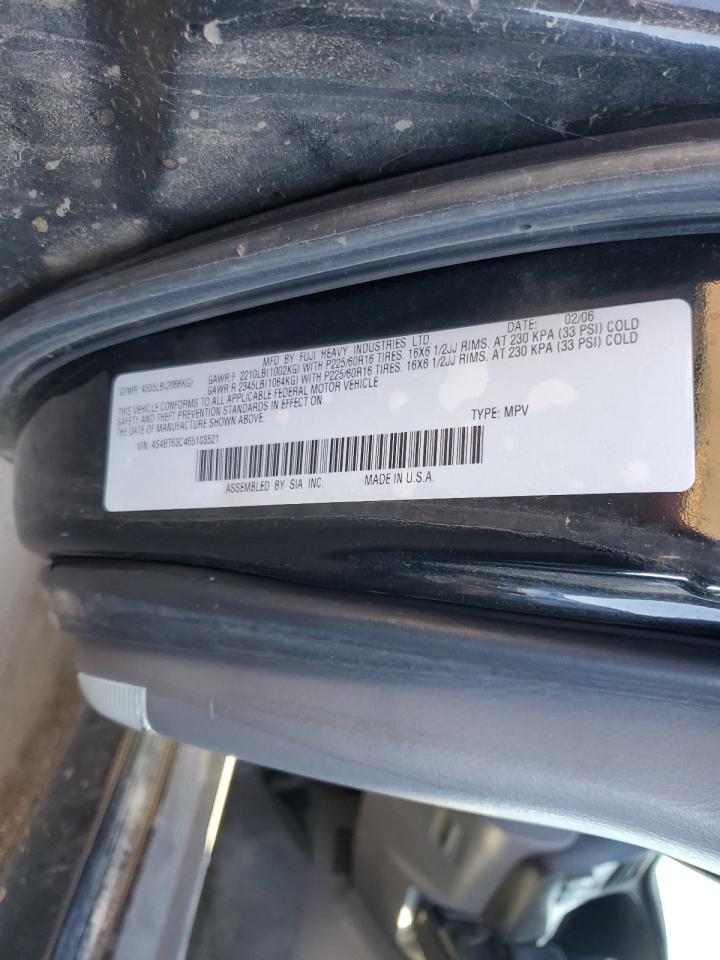 MFD BY FUJI HEAVY INDUSTRIES LTD. DATE: 02/06
GVWR: 4555LB(2066KG) GAWR:F 2210LB(1002KG) WITH P225/60R16 TIRES. 16X6 1/2JJ RIMS. AT 230 KPA (33 PSI) COLD
GAWR:R 2345LB(1064KG) WITH P225/60R16 TIRES. 16X6 1/2JJ RIMS. AT 230 KPA (33 PSI) COLD
THIS VEHICLE CONFORMS TO ALL APPLICABLE FEDERAL MOTOR VEHICLE
SAFETY AND THEFT PREVENTION STANDARDS IN EFFECT ON
DATE OF MANUFACTURE SHOWN ABOVE.
VIN: 4S4BT63C465103521 TYPE: MPV
ASSEMBLED BY SIA INC. MADE IN U.S.A.